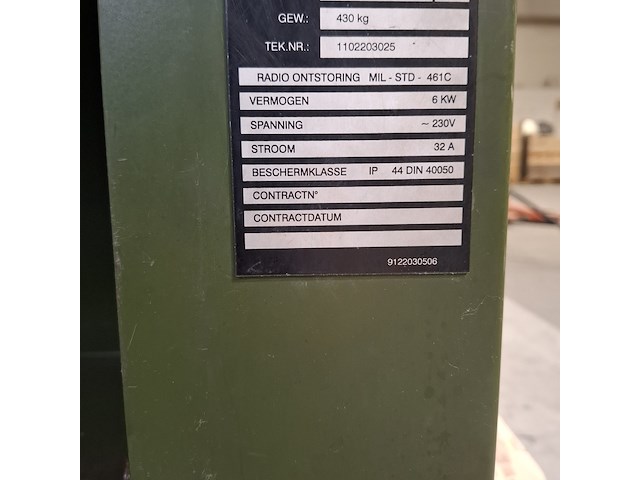 GEW.: 430 kg
TEK.NR.: 1102203025
RADIO ONTSTORING MIL - STD - 461C
VERMOGEN 6 KW
SPANNING ~ 230V
STROOM 32 A
BESCHERMKLASSE IP 44 DIN 40050
CONTRACTN°
CONTRACTDATUM
9122030506